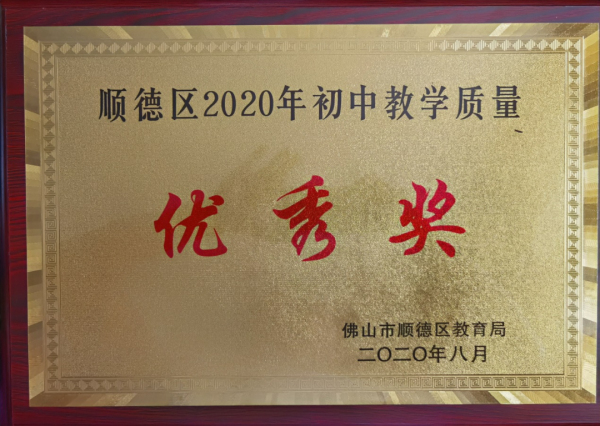 顺德区2020年初中教学质量
优秀奖
佛山市顺德区教育局
二〇二〇年八月